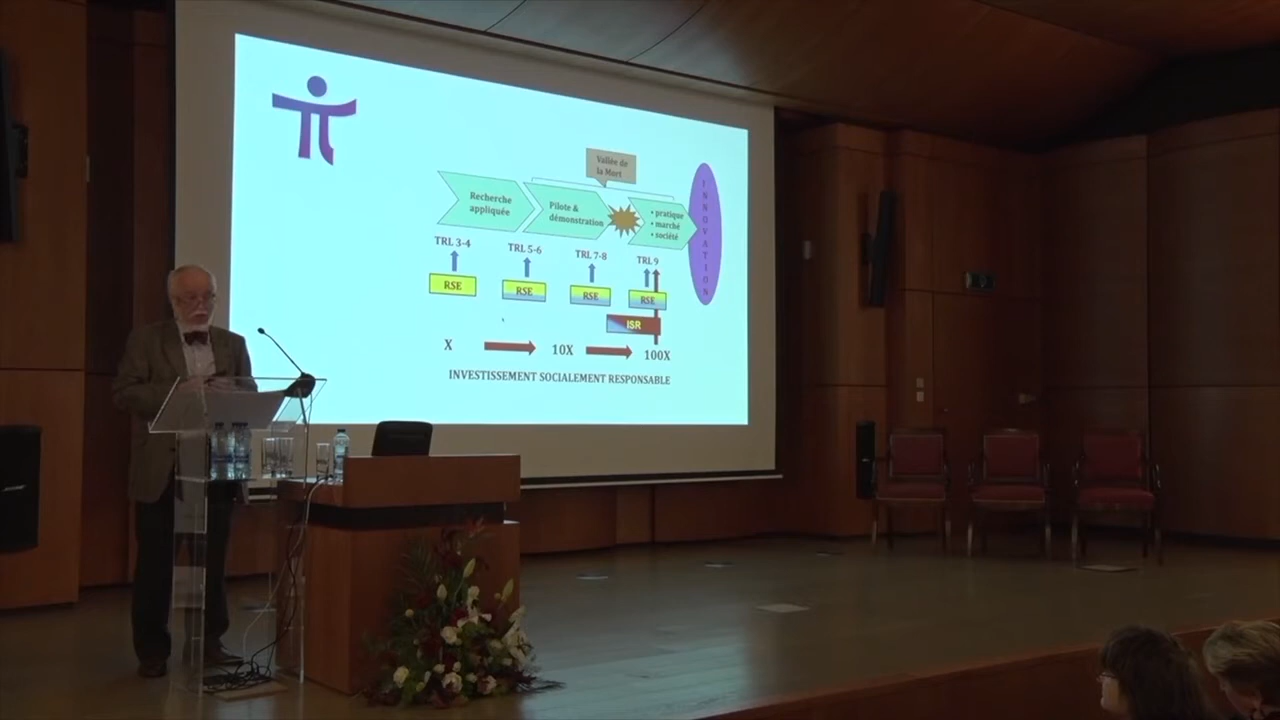 Vallée de
la Mort
Recherche
appliquée
Pilote &
démonstration
• pratique
• marché
• société
INNOVATION
TRL 3-4
TRL 5-6
TRL 7-8
TRL 9
RSE
RSE
RSE
RSE
ISR
X
10X
100X
INVESTISSEMENT SOCIALEMENT RESPONSABLE